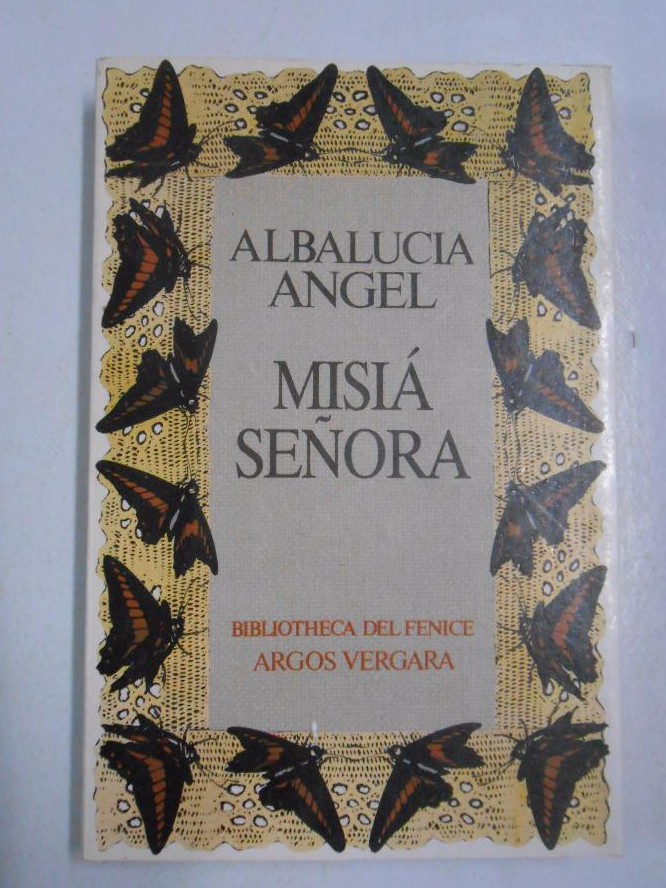 ALBALUCIA
ANGEL
MISIÁ
SEÑORA
BIBLIOTHECA DEL FENICE
ARGOS VERGARA